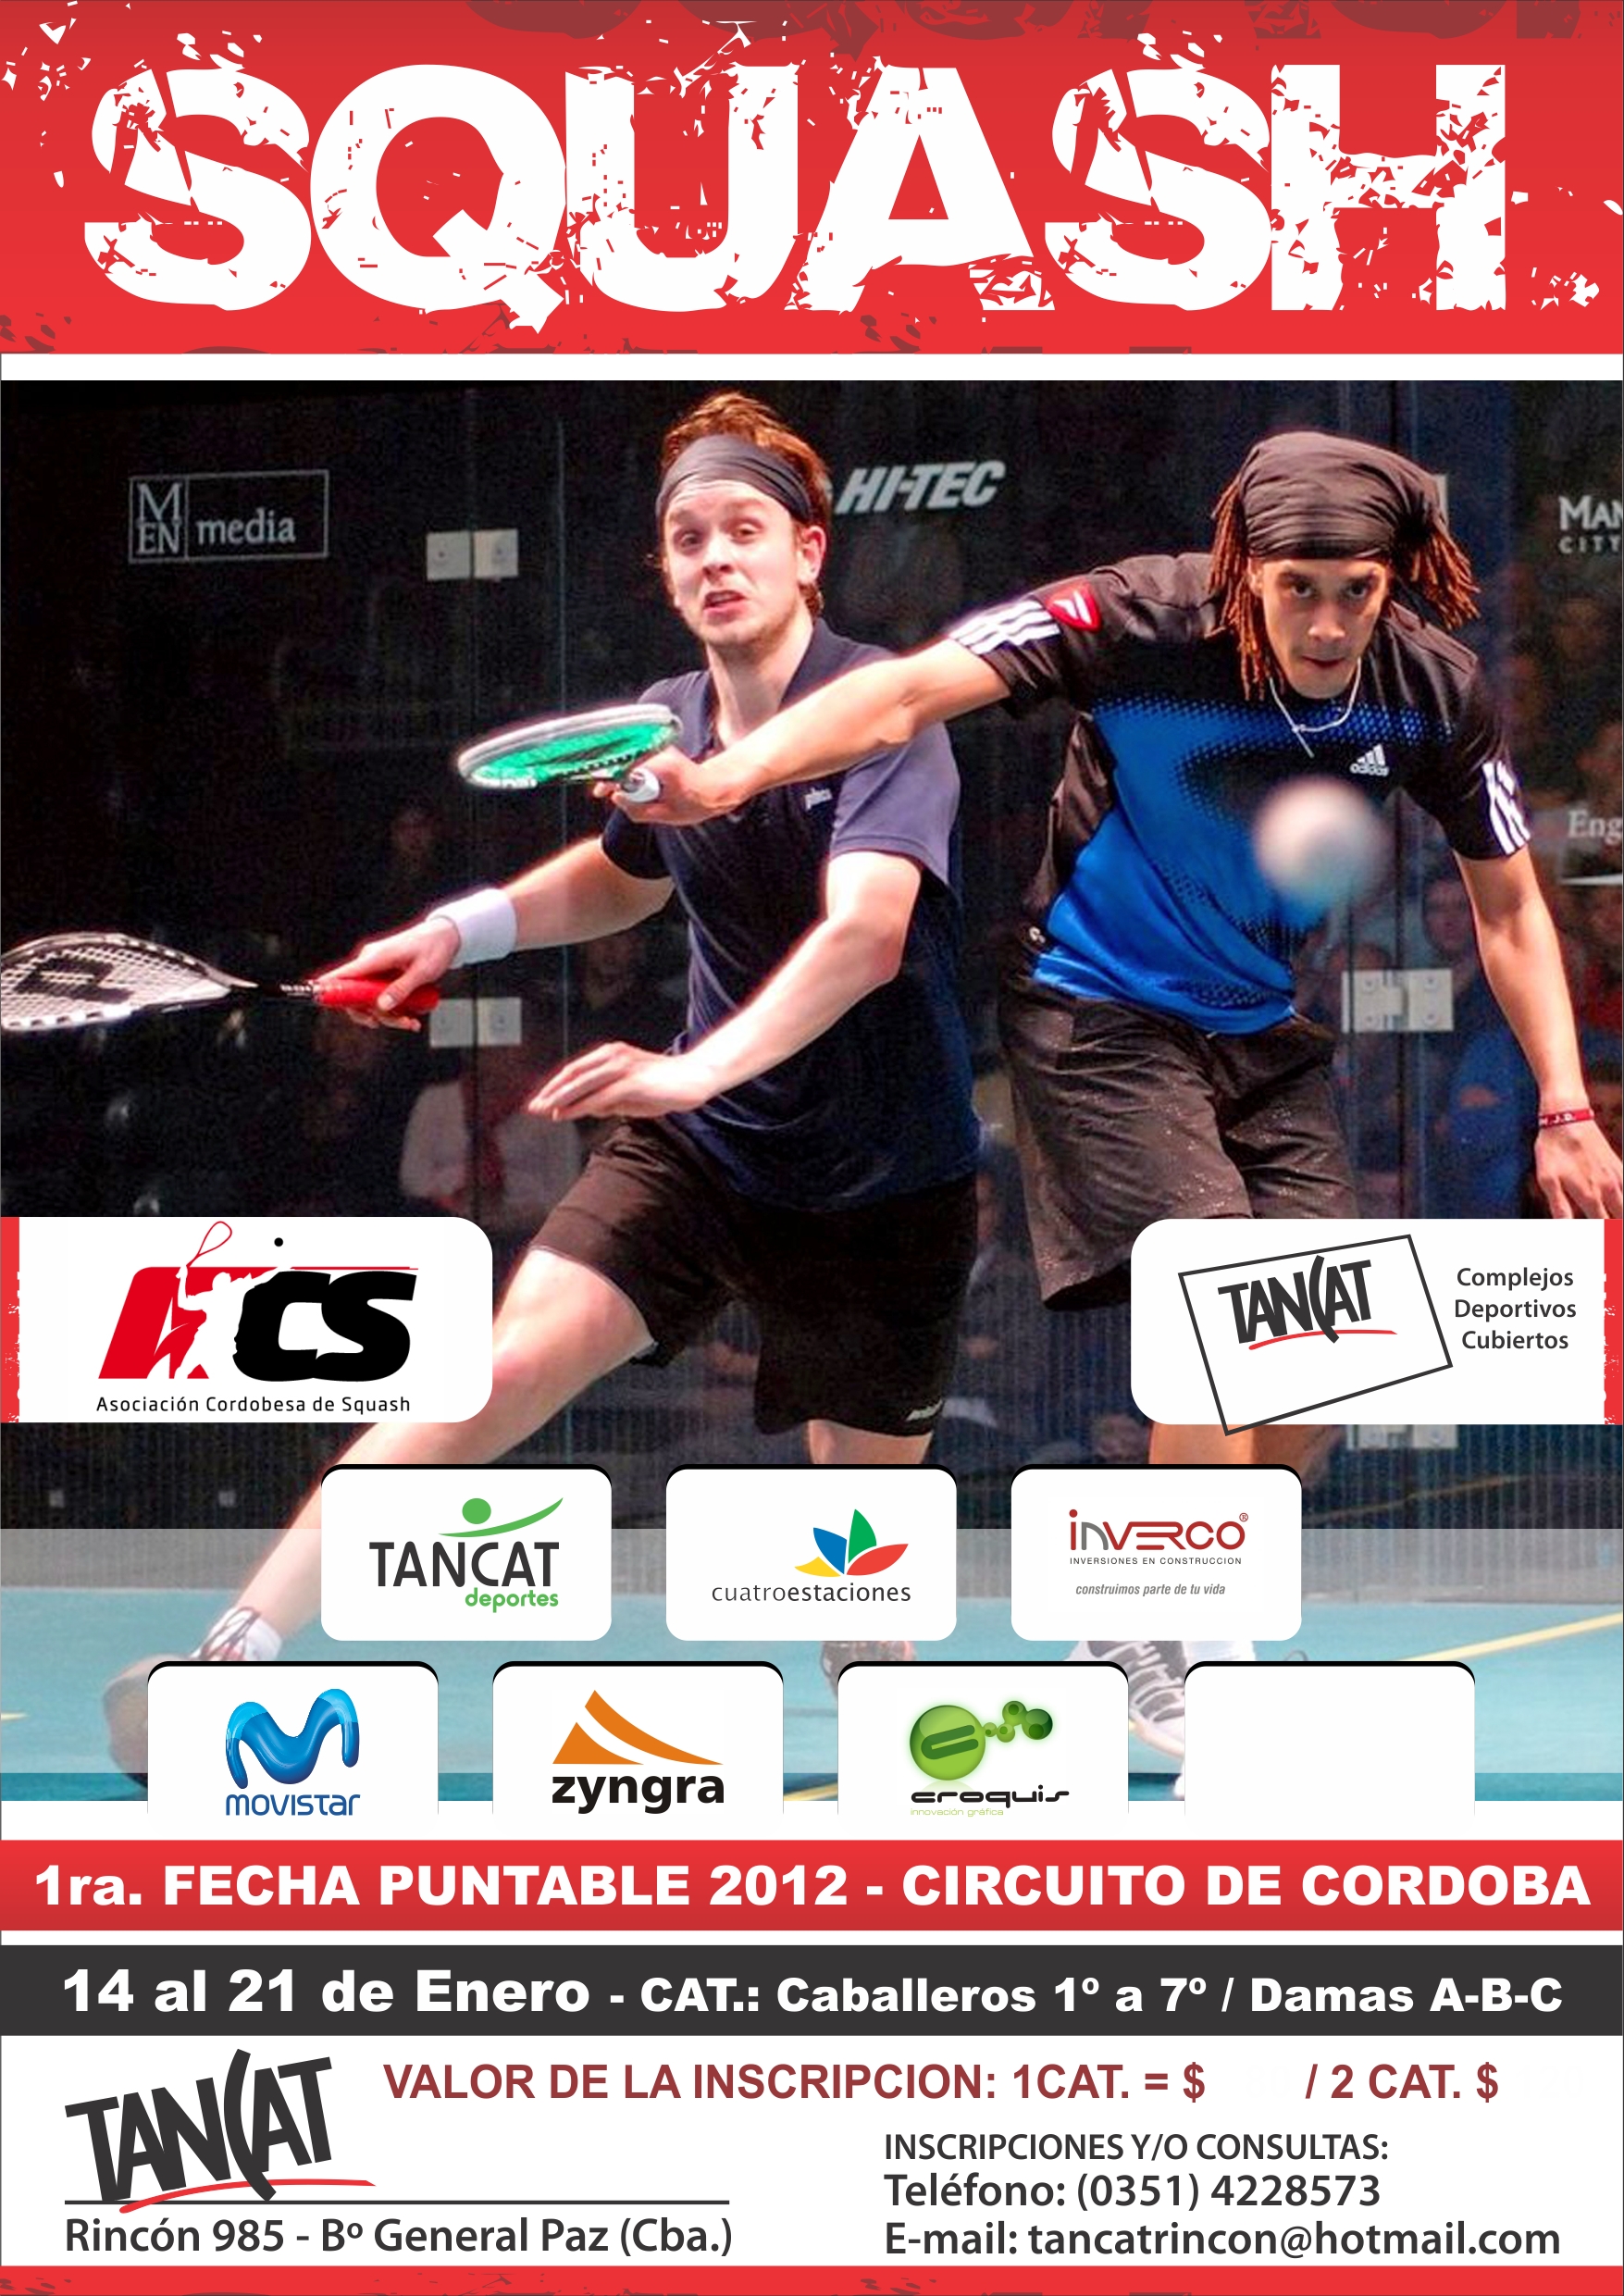 SQUASH
MEN media
HI-TEC
MAN
CITY
adidas
Eng
ACS
Asociación Cordobesa de Squash
TANCAT
Complejos
Deportivos
Cubiertos
TANCAT
deportes
cuatroestaciones
inVERCO®
INVERSIONES EN CONSTRUCCION
construimos parte de tu vida
movistar
zyngra
croquis
innovación gráfica
1ra. FECHA PUNTABLE 2012 - CIRCUITO DE CORDOBA
14 al 21 de Enero - CAT.: Caballeros 1º a 7º / Damas A-B-C
TANCAT
VALOR DE LA INSCRIPCION: 1CAT. = $ / 2 CAT. $
INSCRIPCIONES Y/O CONSULTAS:
Teléfono: (0351) 4228573
E-mail: tancatrincon@hotmail.com
Rincón 985 - Bº General Paz (Cba.)